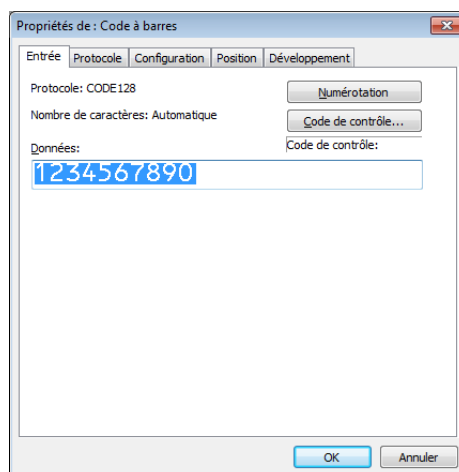 Propriétés de : Code à barres
Entrée Protocole Configuration Position Développement
Protocole: CODE128
Numérotation
Nombre de caractères: Automatique
Code de contrôle...
Données:
Code de contrôle:
1234567890
OK Annuler